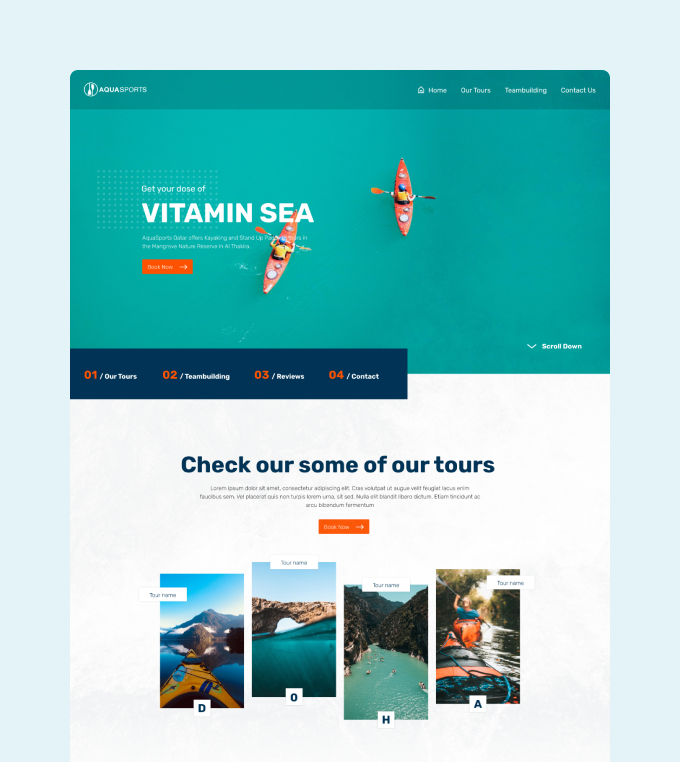 AQUASPORTS
Home Our Tours Teambuilding Contact Us
Get your dose of
VITAMIN SEA
AquaSports Qatar offers Kayaking and Stand Up Paddle Tours in
the Mangrove Nature Reserve in Al Thakira
Book Now
Scroll Down
01 / Our Tours 02 / Teambuilding 03 / Reviews 04 / Contact
Check our some of our tours
Lorem ipsum dolor sit amet, consectetur adipiscing elit. Cras volutpat ut augue velit feugiat lacus enim
faucibus sem. Vel placerat quis non turpis lorem urna, sit sed. Nulla elit blandit libero dictum. Etiam tincidunt ac
arcu bibendum fermentum
Book Now
Tour name
Tour name
Tour name
Tour name
D
O
H
A